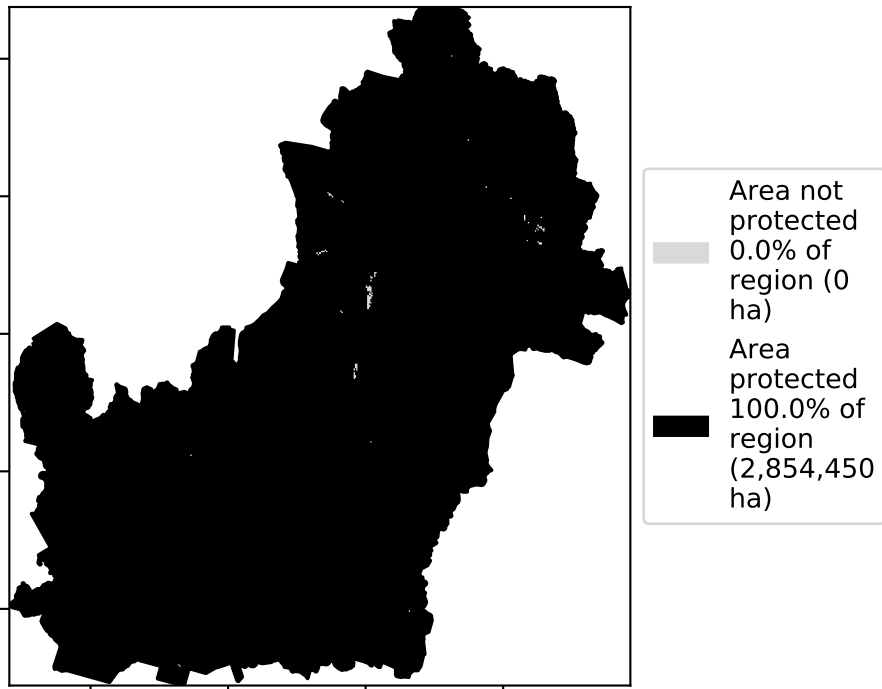 Area not
protected
0.0% of
region (0
ha)
Area
protected
100.0% of
region
(2,854,450
ha)